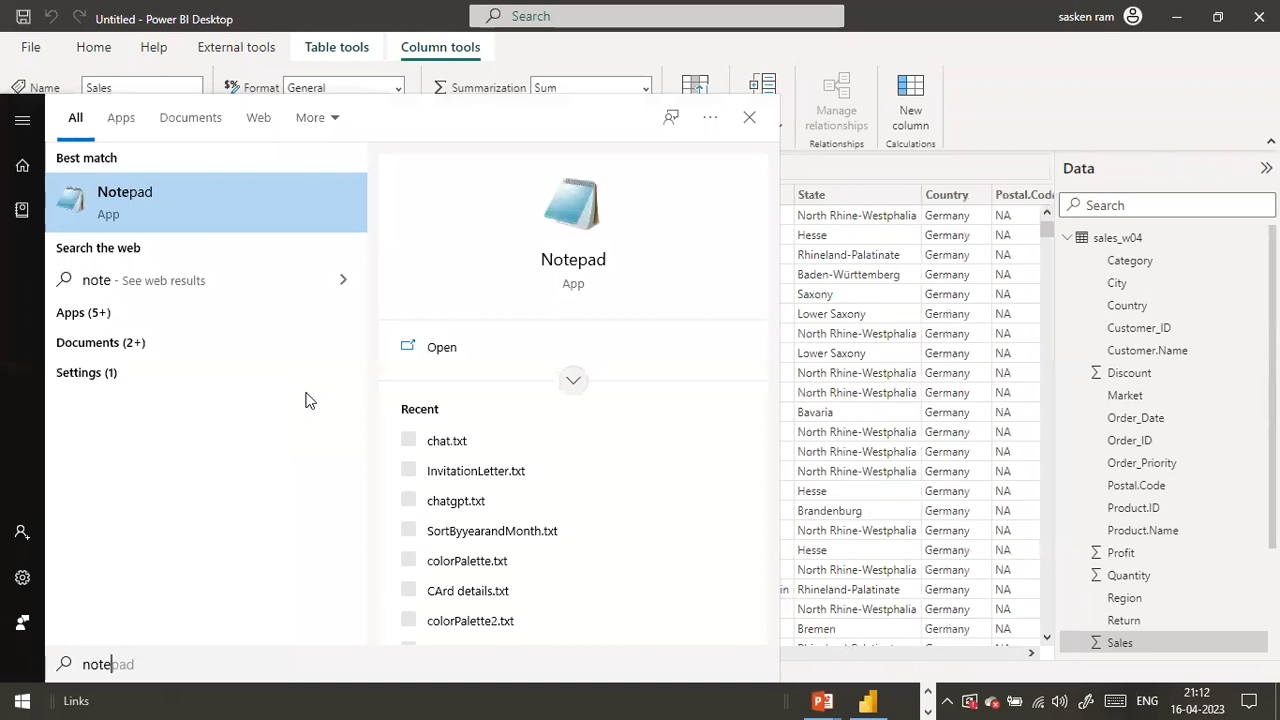 Untitled - Power BI Desktop
Search
sasken ram
File
Home
Help
External tools
Table tools
Column tools
Name
Sales
Format
General
Summarization
Sum
Manage
relationships
Relationships
New
column
Calculations
All
Apps
Documents
Web
More
Best match
Notepad
App
Search the web
note - See web results
Apps (5+)
Documents (2+)
Settings (1)
Notepad
App
Open
Recent
chat.txt
InvitationLetter.txt
chatgpt.txt
SortByyearandMonth.txt
colorPalette.txt
CArd details.txt
colorPalette2.txt
notepad
State Country Postal.Code
North Rhine-Westphalia Germany NA
Hesse Germany NA
Rhineland-Palatinate Germany NA
Baden-Württemberg Germany NA
Saxony Germany NA
Lower Saxony Germany NA
North Rhine-Westphalia Germany NA
Lower Saxony Germany NA
North Rhine-Westphalia Germany NA
North Rhine-Westphalia Germany NA
Bavaria Germany NA
North Rhine-Westphalia Germany NA
North Rhine-Westphalia Germany NA
North Rhine-Westphalia Germany NA
Hesse Germany NA
Brandenburg Germany NA
North Rhine-Westphalia Germany NA
Hesse Germany NA
North Rhine-Westphalia Germany NA
in Rhineland-Palatinate Germany NA
North Rhine-Westphalia Germany NA
Bremen Germany NA
Data
Search
sales_w04
Category
City
Country
Customer_ID
Customer.Name
Discount
Market
Order_Date
Order_ID
Order_Priority
Postal.Code
Product.ID
Product.Name
Profit
Quantity
Region
Return
Sales
Links
ENG
21:12
16-04-2023